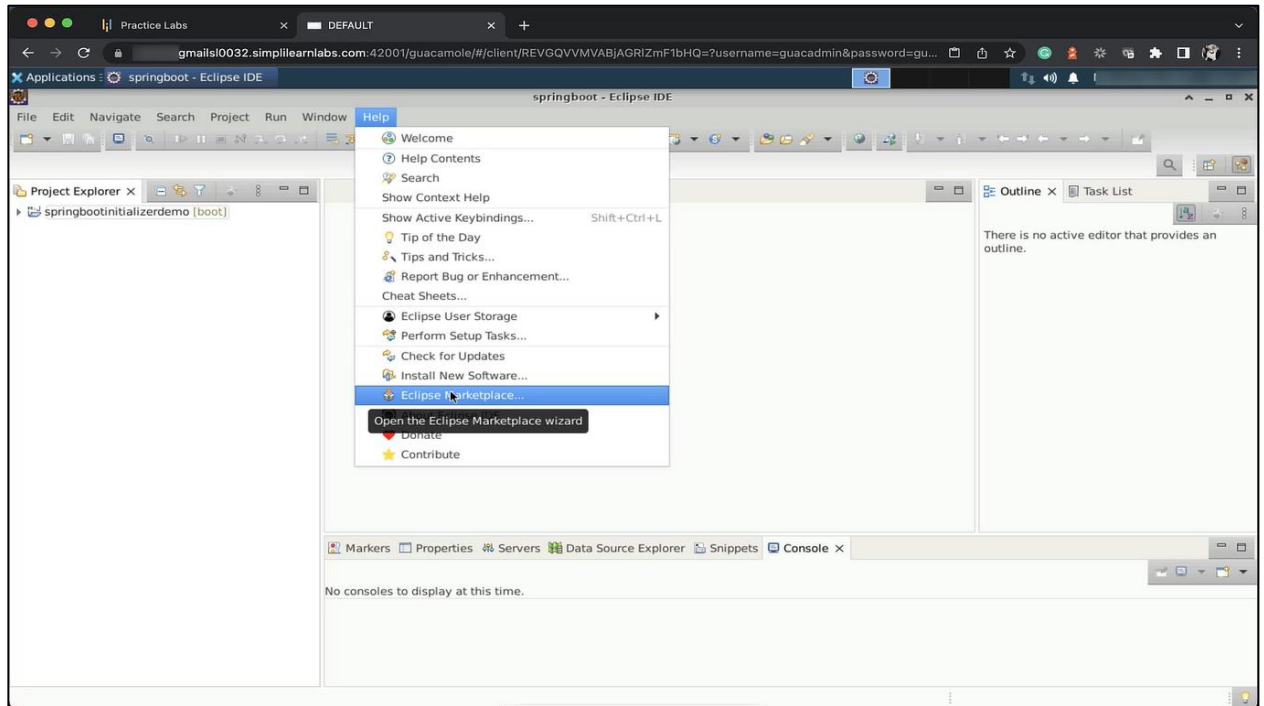 Practice Labs
DEFAULT
gmailsl0032.simplilearnlabs.com:42001/guacamole/#/client/REVGQVVMVABjAGRlZmF1bHQ=?username=guacadmin&password=gu...
Applications
springboot - Eclipse IDE
springboot - Eclipse IDE
File Edit Navigate Search Project Run Window Help
Welcome
Help Contents
Search
Show Context Help
Show Active Keybindings... Shift+Ctrl+L
Tip of the Day
Tips and Tricks...
Report Bug or Enhancement...
Cheat Sheets...
Eclipse User Storage
Perform Setup Tasks...
Check for Updates
Install New Software...
Eclipse Marketplace...
Open the Eclipse Marketplace wizard
Donate
Contribute
Project Explorer
springbootinitializerdemo [boot]
Outline Task List
There is no active editor that provides an
outline.
Markers Properties Servers Data Source Explorer Snippets Console
No consoles to display at this time.